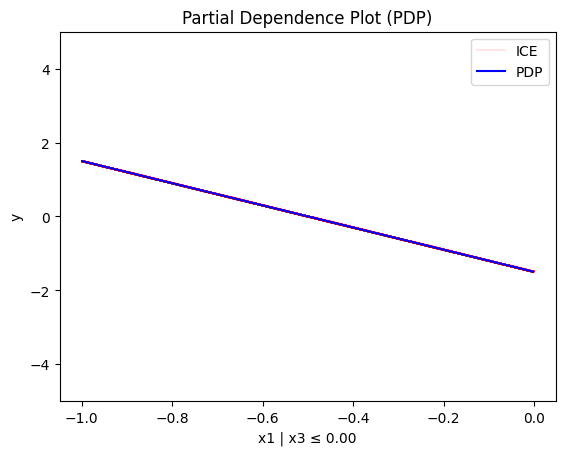 Partial Dependence Plot (PDP)
ICE
PDP
4
2
0
−2
−4
y
−1.0 −0.8 −0.6 −0.4 −0.2 0.0
x1 | x3 ≤ 0.00